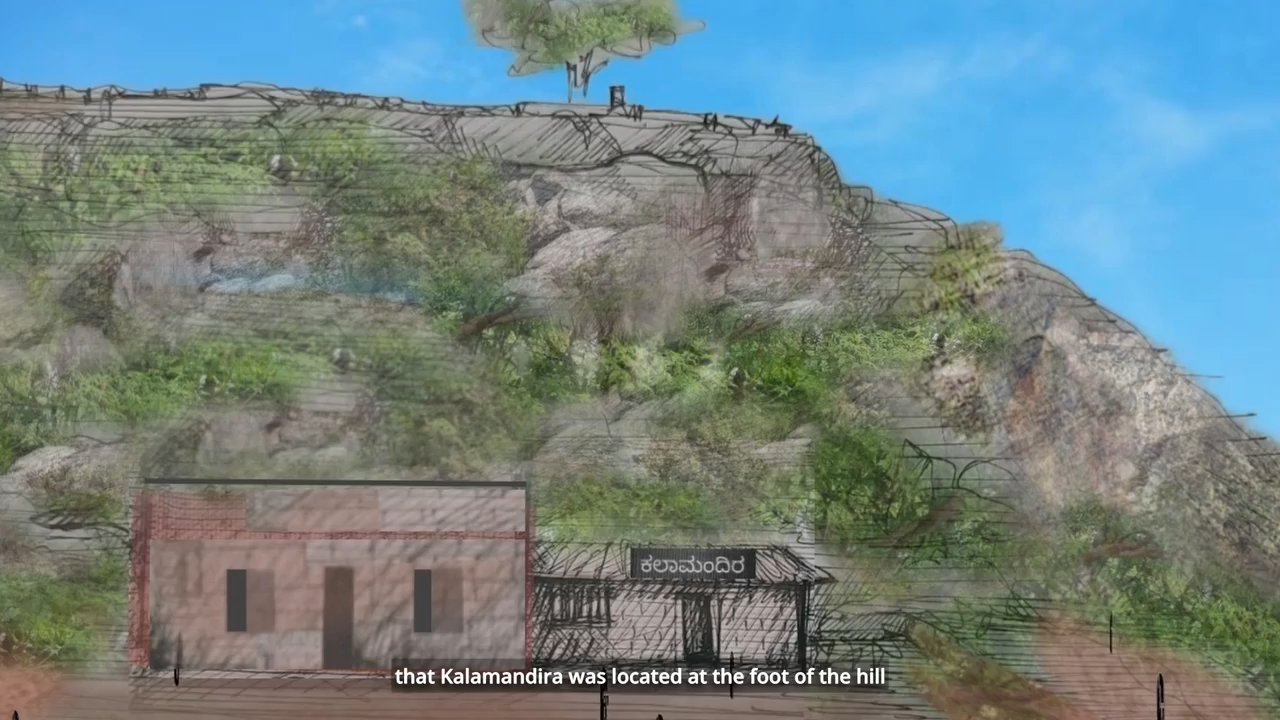 ಕಲಾಮಂದಿರ
that Kalamandira was located at the foot of the hill